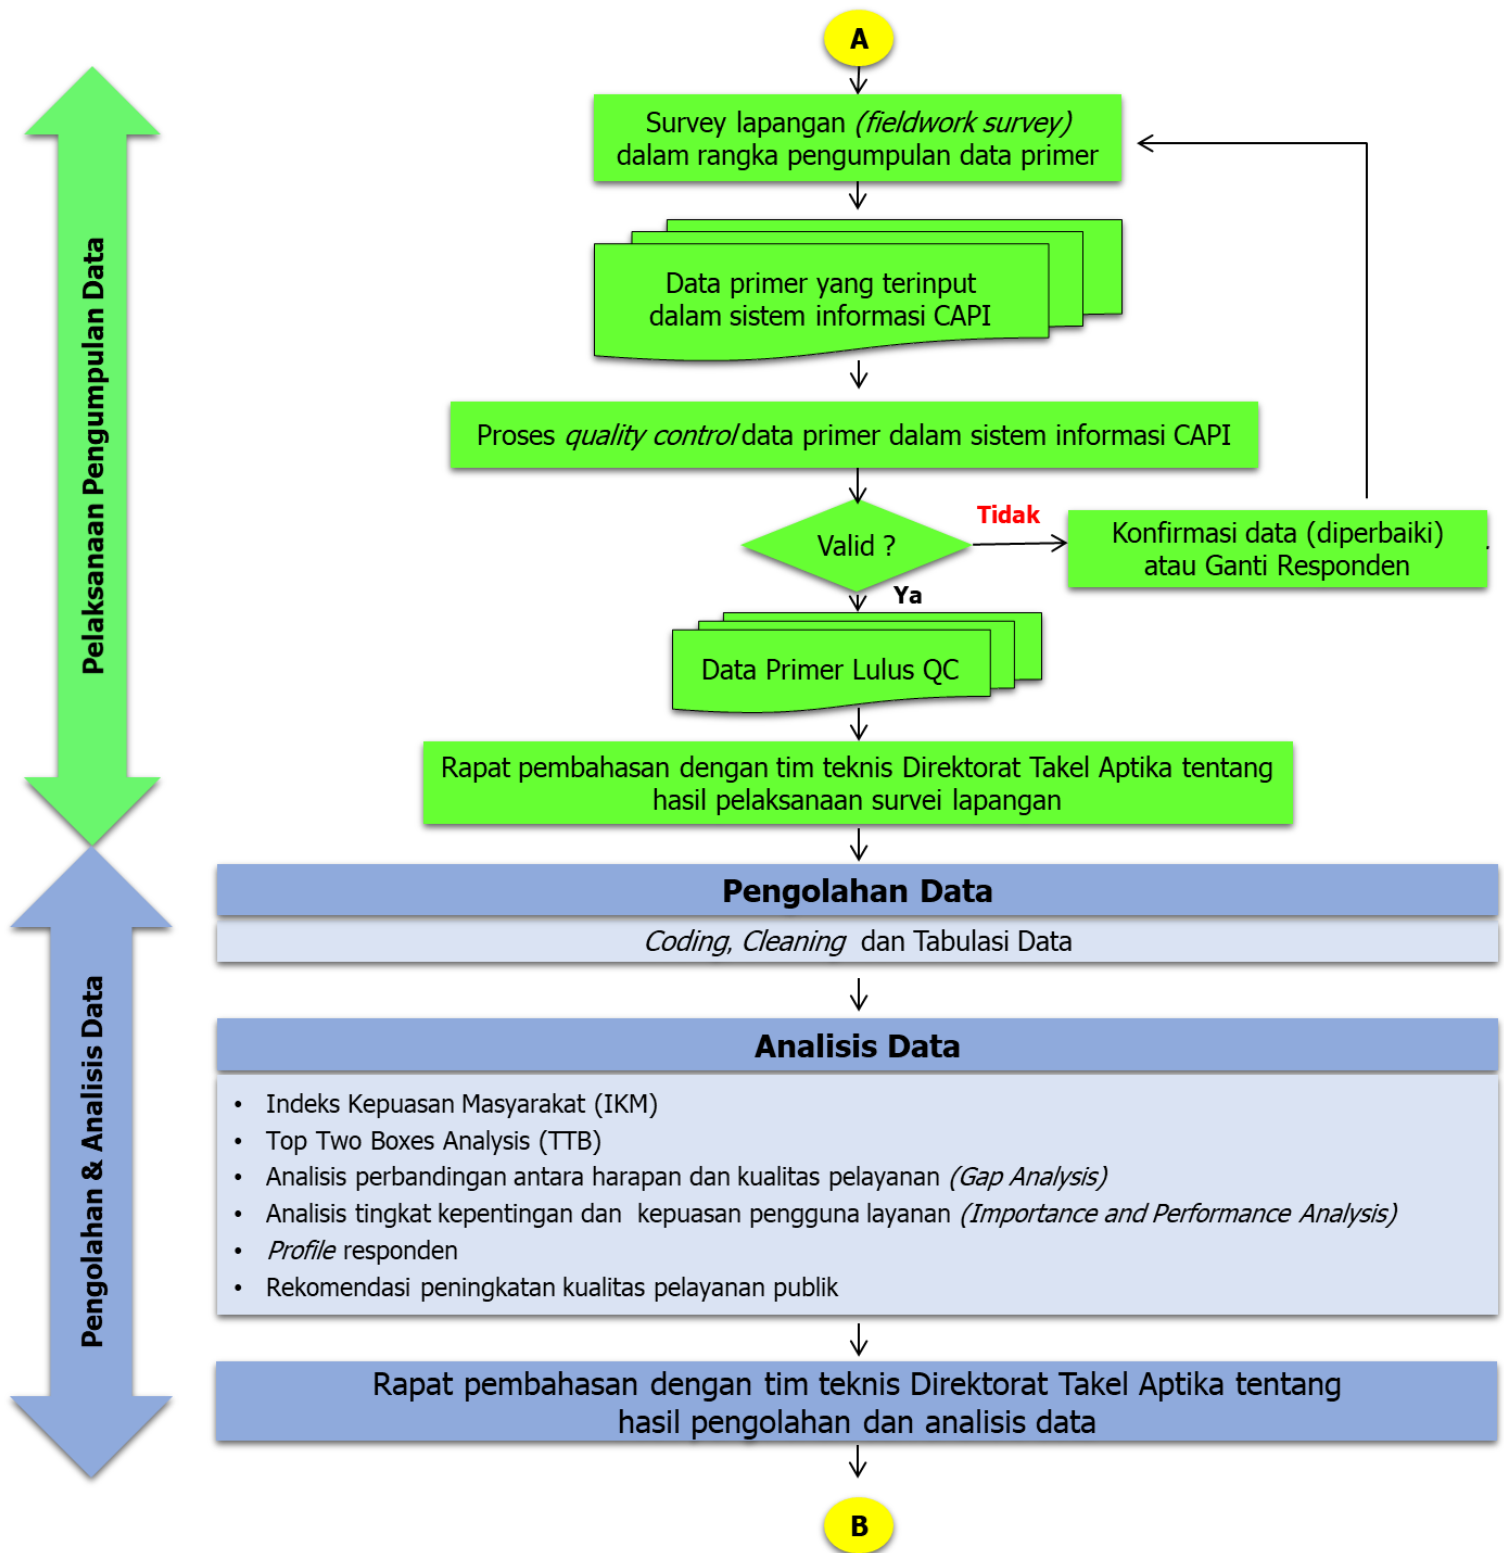 A
Survey lapangan (fieldwork survey)
dalam rangka pengumpulan data primer
Data primer yang terinput
dalam sistem informasi CAPI
Proses quality control data primer dalam sistem informasi CAPI
Valid ?
Tidak
Konfirmasi data (diperbaiki)
atau Ganti Responden
Ya
Data Primer Lulus QC
Rapat pembahasan dengan tim teknis Direktorat Takel Aptika tentang
hasil pelaksanaan survei lapangan
Pelaksanaan Pengumpulan Data
Pengolahan Data
Coding, Cleaning dan Tabulasi Data
Analisis Data
• Indeks Kepuasan Masyarakat (IKM)
• Top Two Boxes Analysis (TTB)
• Analisis perbandingan antara harapan dan kualitas pelayanan (Gap Analysis)
• Analisis tingkat kepentingan dan kepuasan pengguna layanan (Importance and Performance Analysis)
• Profile responden
• Rekomendasi peningkatan kualitas pelayanan publik
Rapat pembahasan dengan tim teknis Direktorat Takel Aptika tentang
hasil pengolahan dan analisis data
Pengolahan & Analisis Data
B